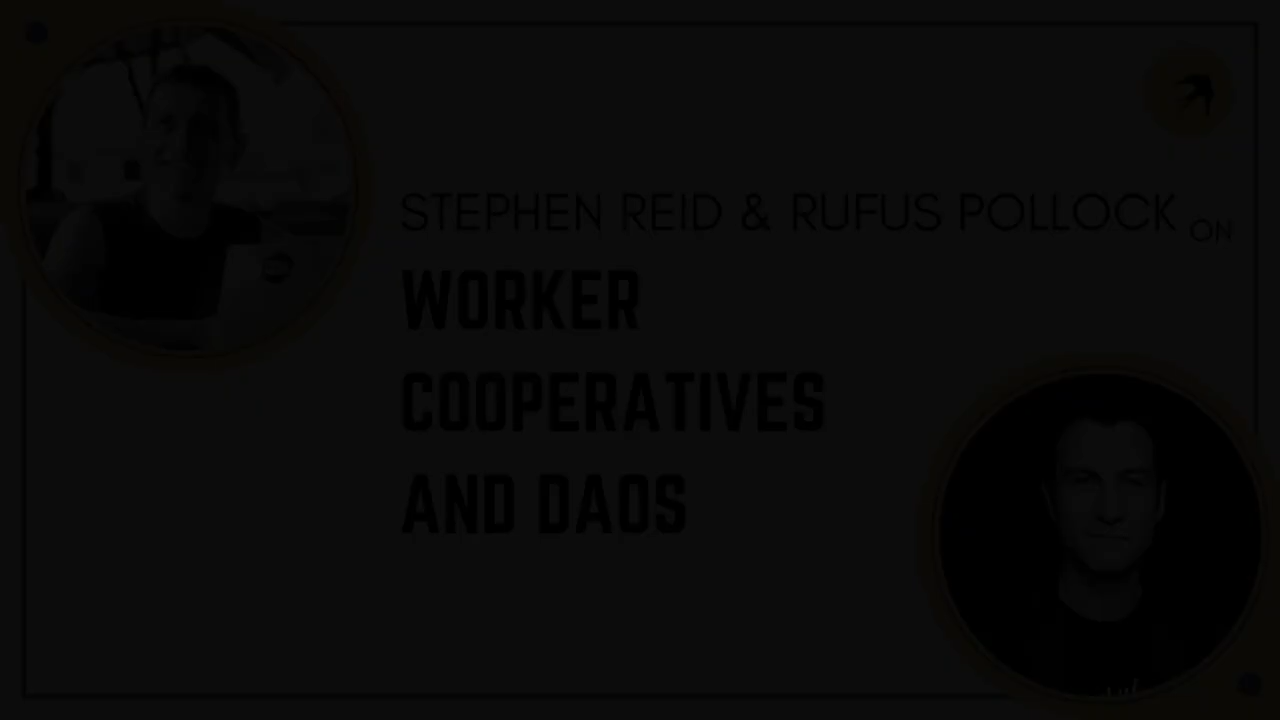 STEPHEN REID & RUFUS POLLOCK ON
WORKER
COOPERATIVES
AND DAOS